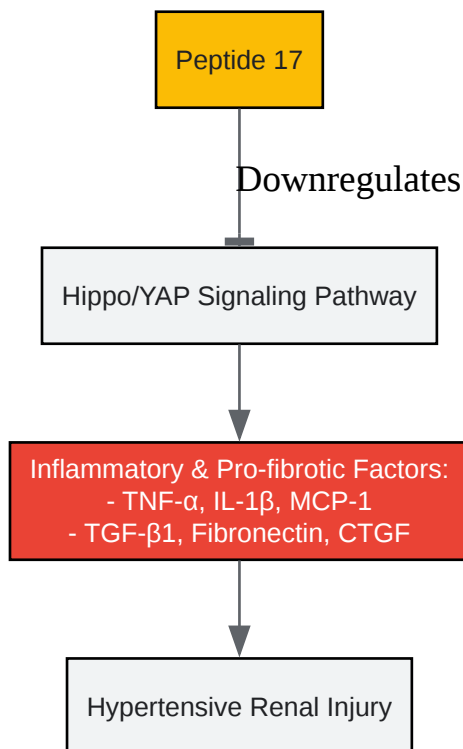 Peptide 17
Downregulates
Hippo/YAP Signaling Pathway
Inflammatory & Pro-fibrotic Factors:
- TNF-α, IL-1β, MCP-1
- TGF-β1, Fibronectin, CTGF
Hypertensive Renal Injury